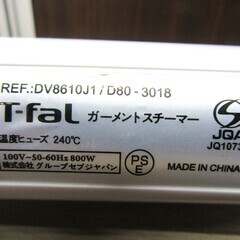 REF.:DV8610J1 / D80 - 3018
T-fal ガーメントスチーマー
温度ヒューズ 240℃
JQA
JQ1073
100V~50-60Hz 800W
株式会社 グループセブジャパン
PSE
MADE IN CHINA